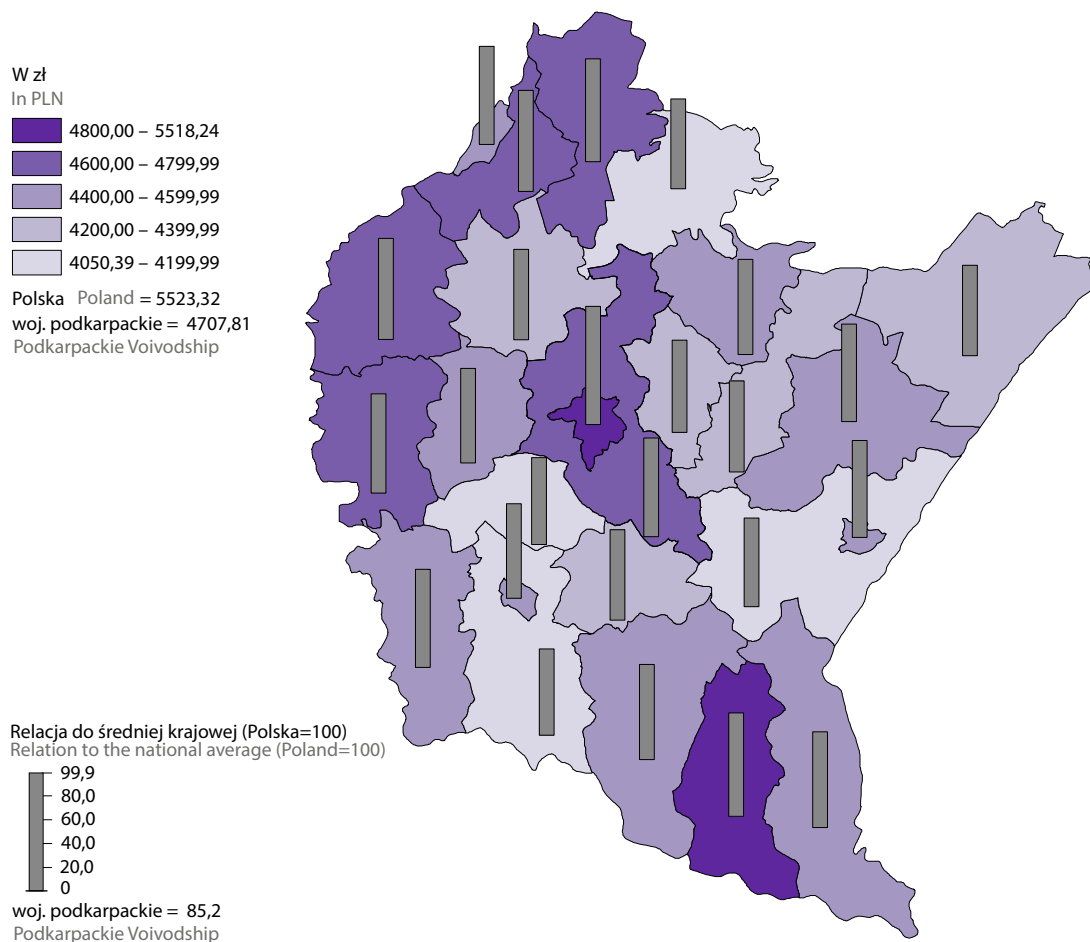 W zł
In PLN
4800,00 – 5518,24
4600,00 – 4799,99
4400,00 – 4599,99
4200,00 – 4399,99
4050,39 – 4199,99
Polska Poland = 5523,32
woj. podkarpackie = 4707,81
Podkarpackie Voivodship
Relacja do średniej krajowej (Polska=100)
Relation to the national average (Poland=100)
99,9
80,0
60,0
40,0
20,0
0
woj. podkarpackie = 85,2
Podkarpackie Voivodship